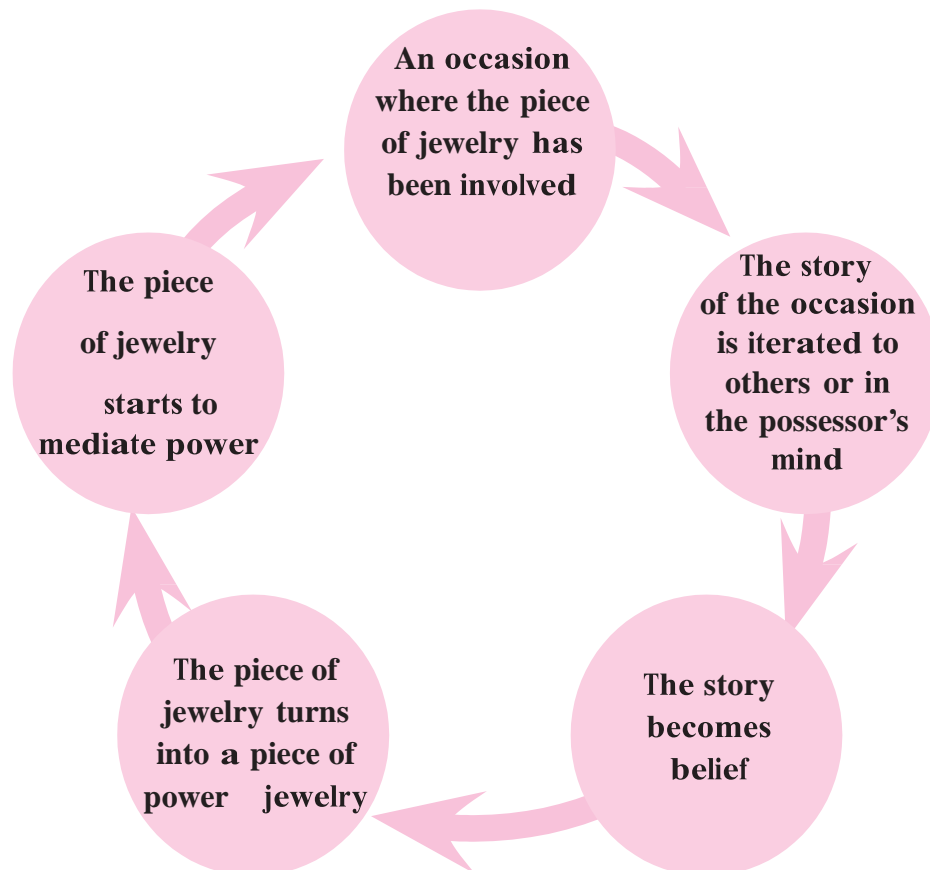 An occasion
where the piece
of jewelry has
been involved
The story
of the occasion
is iterated to
others or in
the possessor's
mind
The story
becomes
belief
The piece of
jewelry turns
into a piece of
power jewelry
The piece
of jewelry
starts to
mediate power